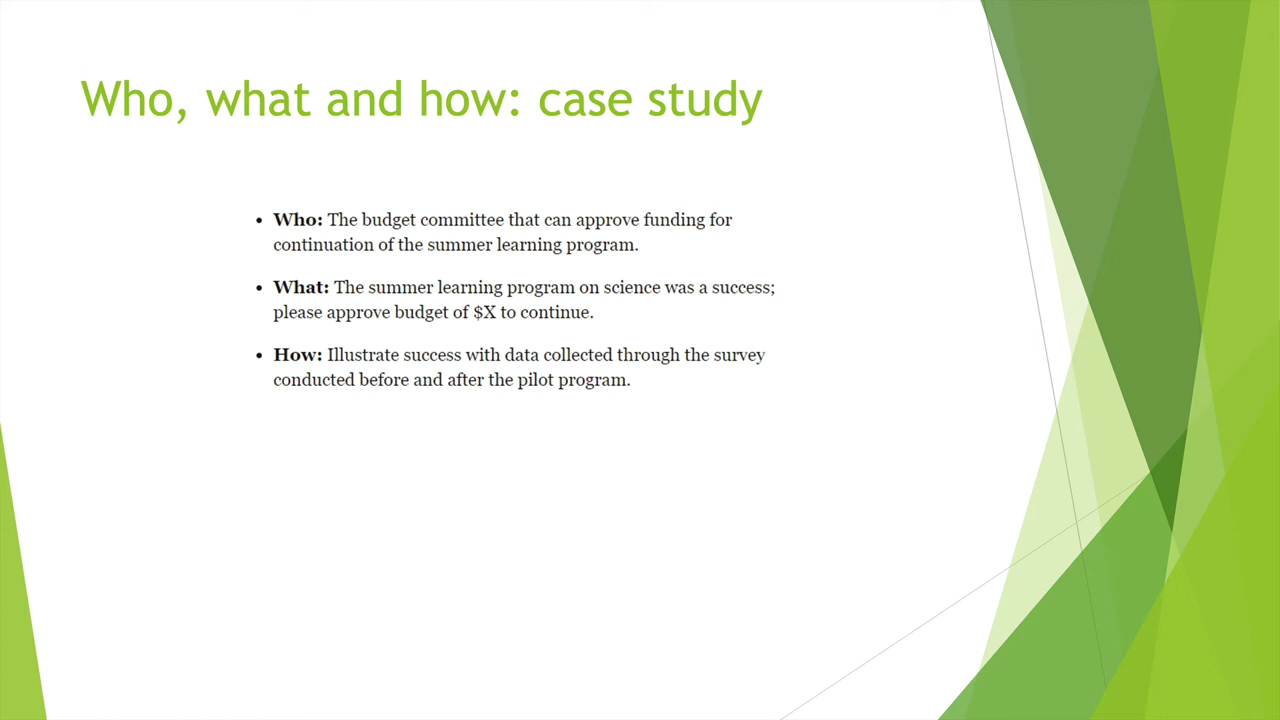 Who, what and how: case study
• Who: The budget committee that can approve funding for
continuation of the summer learning program.
• What: The summer learning program on science was a success;
please approve budget of $X to continue.
• How: Illustrate success with data collected through the survey
conducted before and after the pilot program.